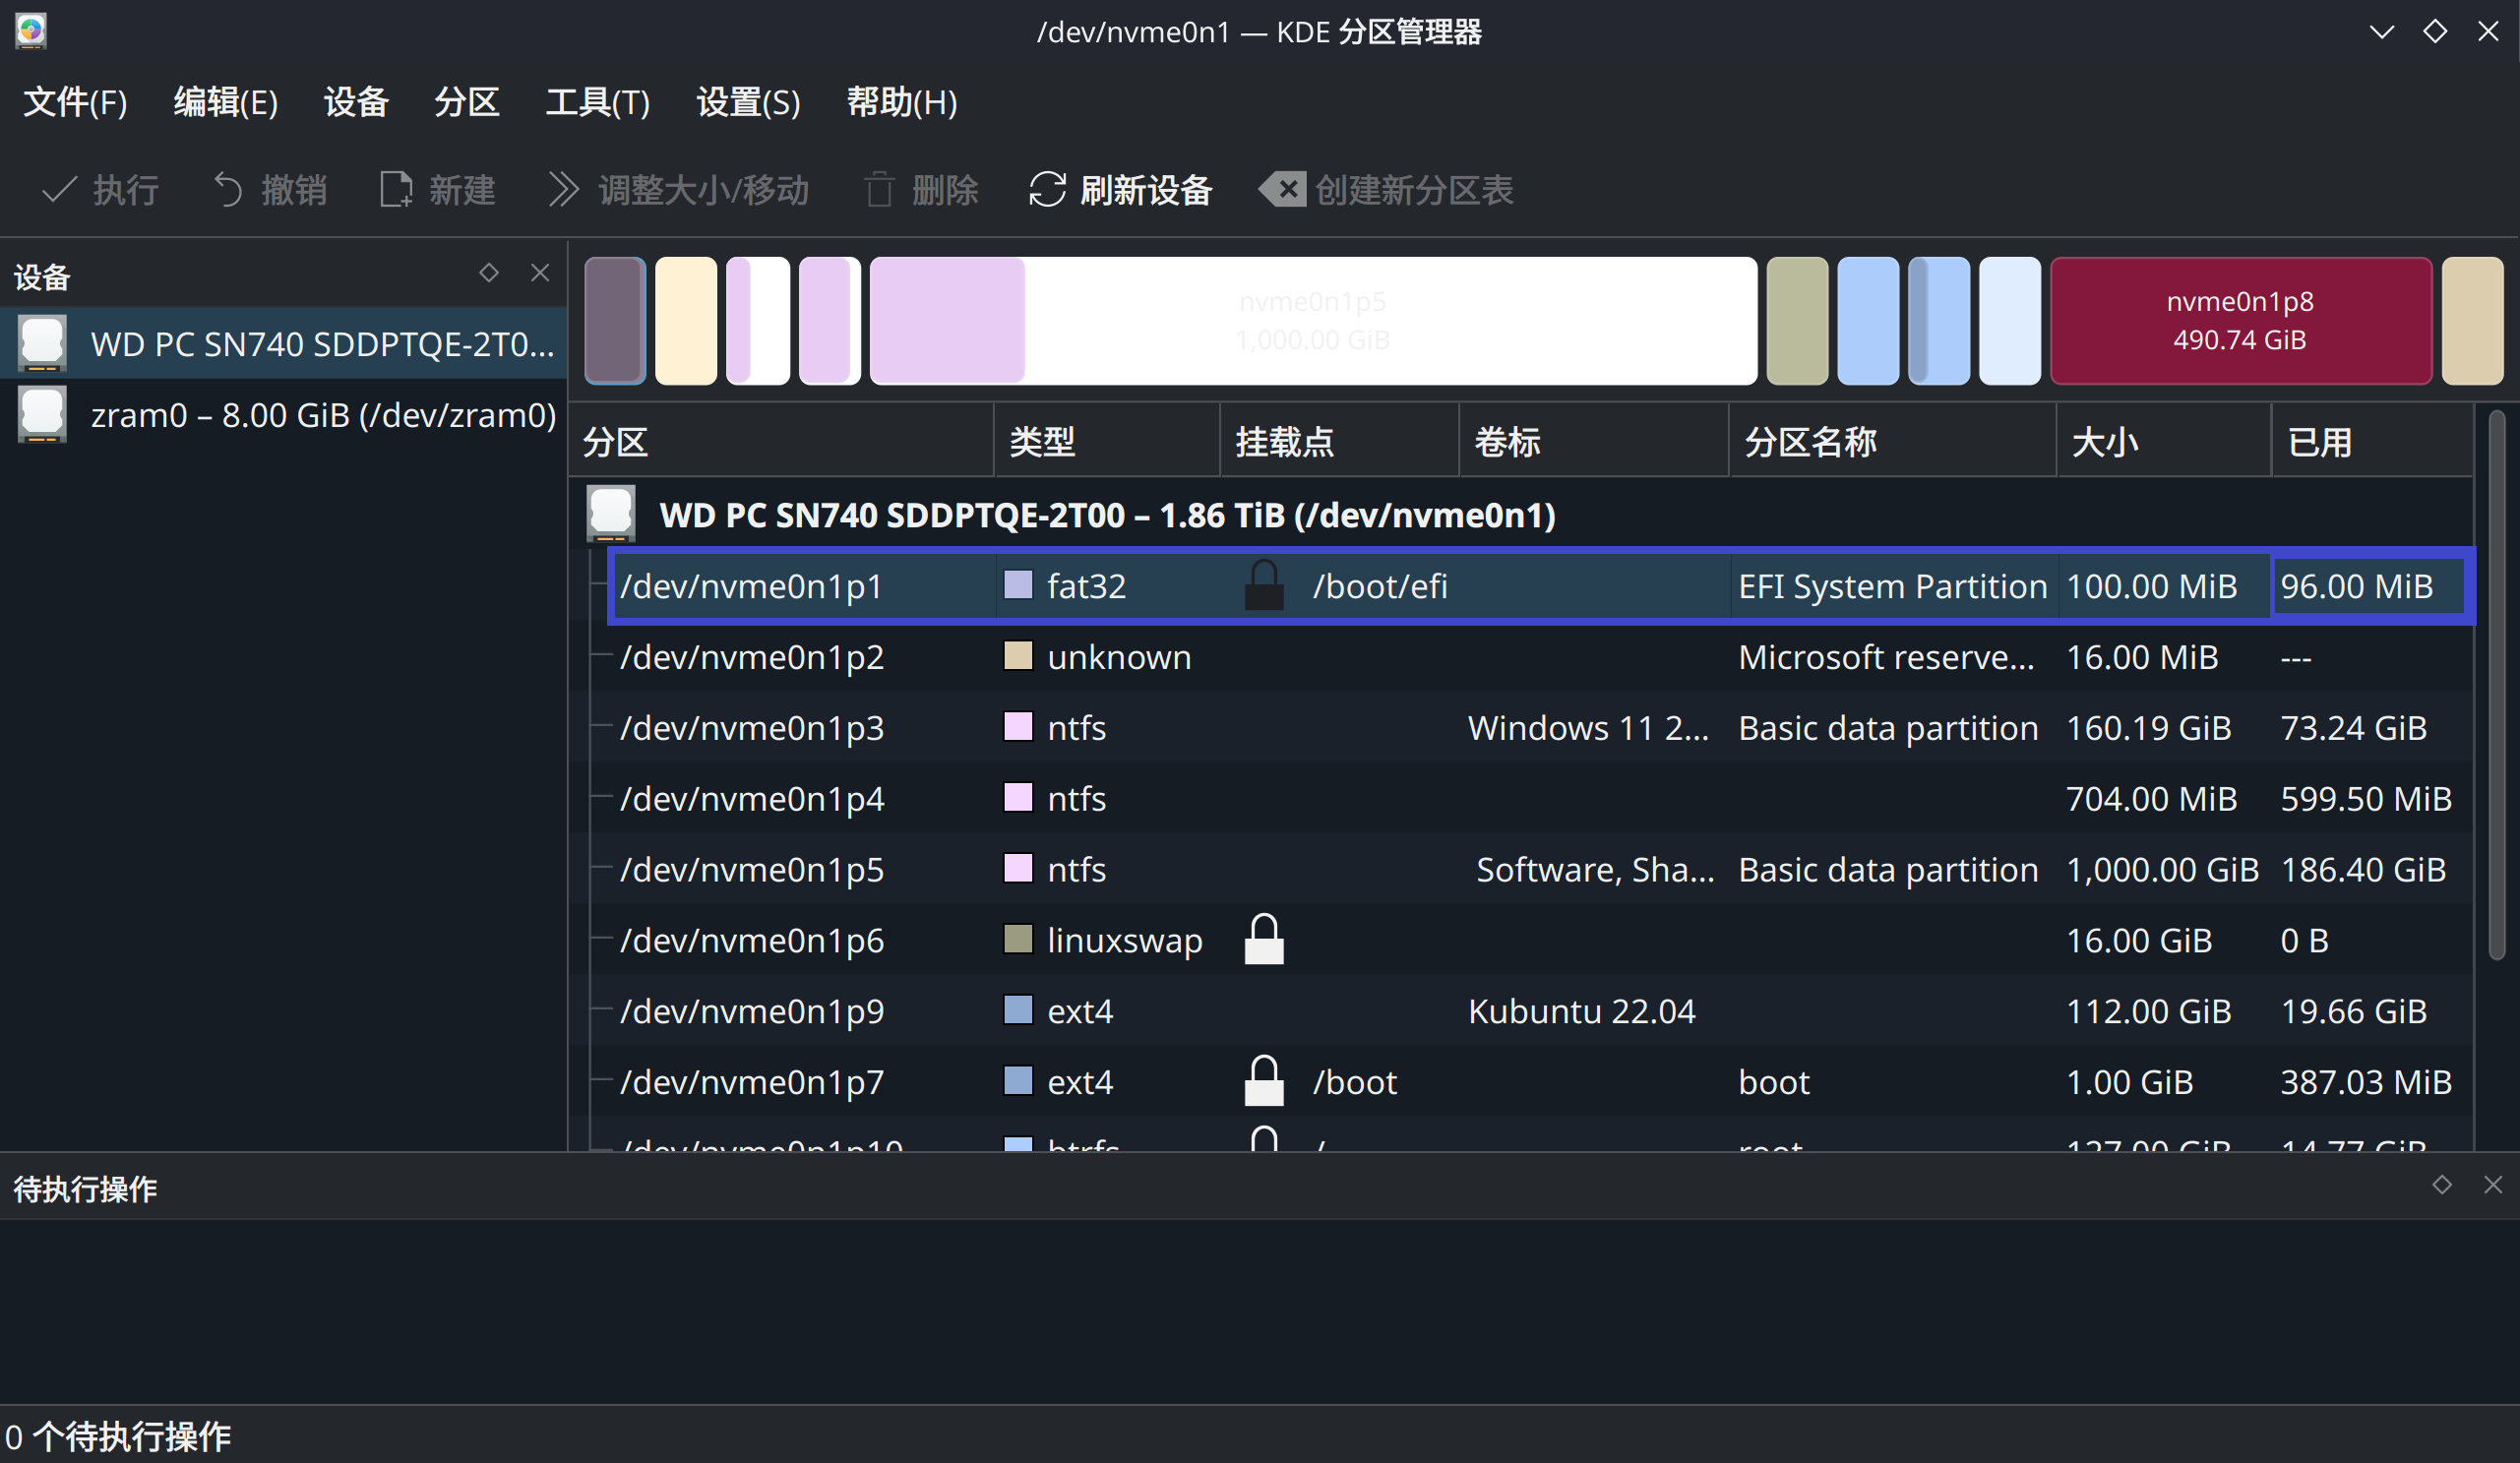 /dev/nvme0n1 — KDE 分区管理器
文件(F) 编辑(E) 设备 分区 工具(T) 设置(S) 帮助(H)
执行 撤销 新建 调整大小/移动 删除 刷新设备 创建新分区表
设备
WD PC SN740 SDDPTQE-2T0...
zram0 – 8.00 GiB (/dev/zram0)
nvme0n1p5
1,000.00 GiB
nvme0n1p8
490.74 GiB
分区 类型 挂载点 卷标 分区名称 大小 已用
WD PC SN740 SDDPTQE-2T00 – 1.86 TiB (/dev/nvme0n1)
/dev/nvme0n1p1 fat32 /boot/efi EFI System Partition 100.00 MiB 96.00 MiB
/dev/nvme0n1p2 unknown Microsoft reserve... 16.00 MiB ---
/dev/nvme0n1p3 ntfs Windows 11 2... Basic data partition 160.19 GiB 73.24 GiB
/dev/nvme0n1p4 ntfs 704.00 MiB 599.50 MiB
/dev/nvme0n1p5 ntfs Software, Sha... Basic data partition 1,000.00 GiB 186.40 GiB
/dev/nvme0n1p6 linuxswap 16.00 GiB 0 B
/dev/nvme0n1p9 ext4 Kubuntu 22.04 112.00 GiB 19.66 GiB
/dev/nvme0n1p7 ext4 /boot boot 1.00 GiB 387.03 MiB
/dev/nvme0n1p10 btrfs / root 127.00 GiB 14.77 GiB
待执行操作
0 个待执行操作